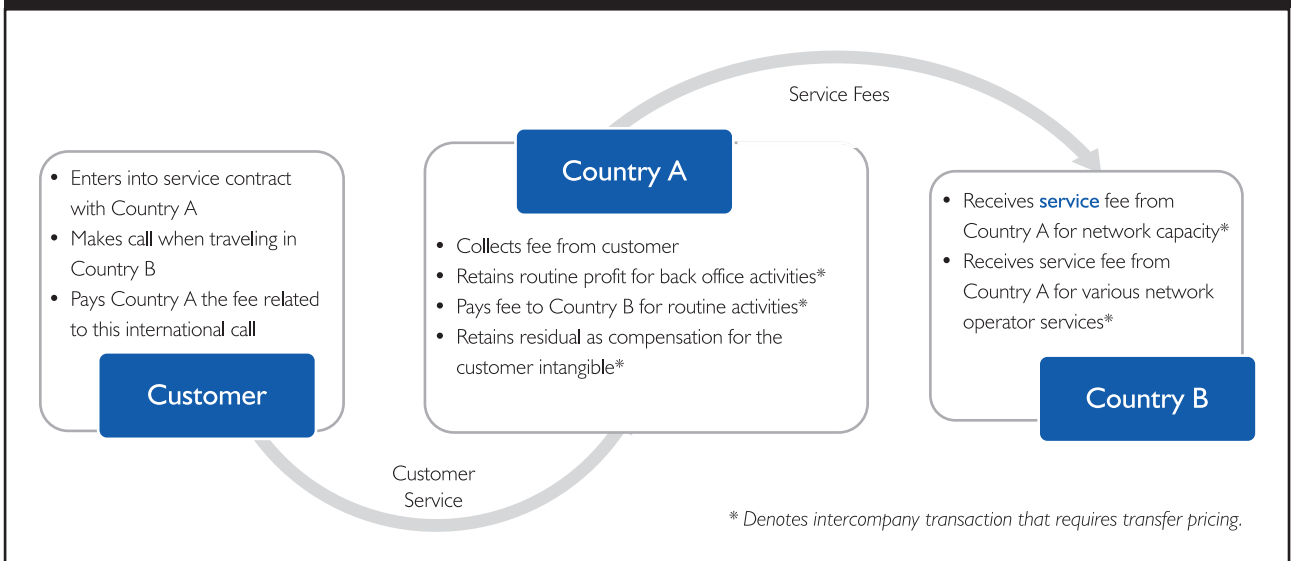 Service Fees
Country A
• Enters into service contract
with Country A
• Makes call when traveling in
Country B
• Pays Country A the fee related
to this international call
Customer
• Collects fee from customer
• Retains routine profit for back office activities*
• Pays fee to Country B for routine activities*
• Retains residual as compensation for the
customer intangible*
• Receives service fee from
Country A for network capacity*
• Receives service fee from
Country A for various network
operator services*
Country B
Customer
Service
* Denotes intercompany transaction that requires transfer pricing.